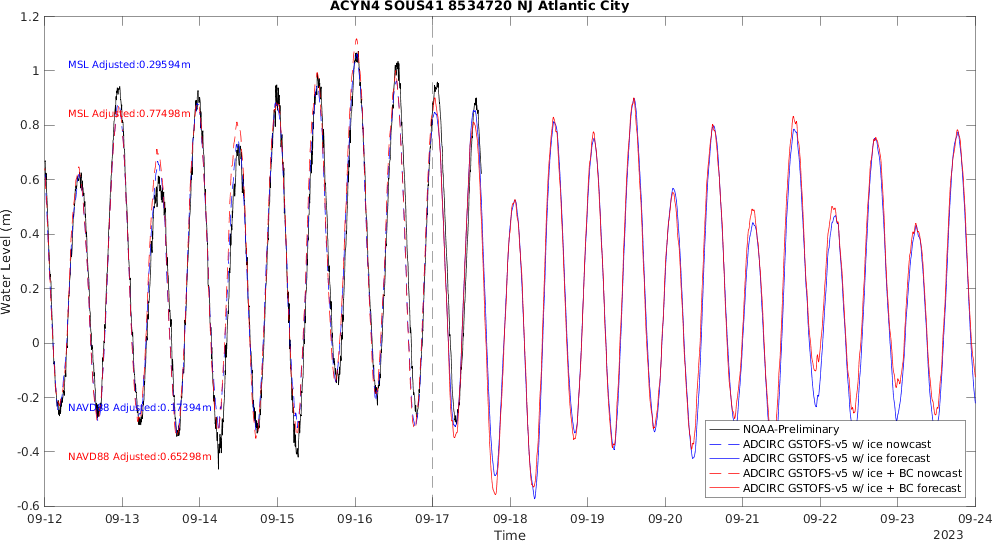 ACYN4 SOUS41 8534720 NJ Atlantic City
1.2
1
0.8
0.6
0.4
0.2
0
-0.2
-0.4
-0.6
Water Level (m)
MSL Adjusted:0.29594m
MSL Adjusted:0.77498m
NAVD88 Adjusted:0.17394m
NAVD88 Adjusted:0.65298m
NOAA-Preliminary
ADCIRC GSTOFS-v5 w/ ice nowcast
ADCIRC GSTOFS-v5 w/ ice forecast
ADCIRC GSTOFS-v5 w/ ice + BC nowcast
ADCIRC GSTOFS-v5 w/ ice + BC forecast
09-12 09-13 09-14 09-15 09-16 09-17 09-18 09-19 09-20 09-21 09-22 09-23 09-24
Time
2023